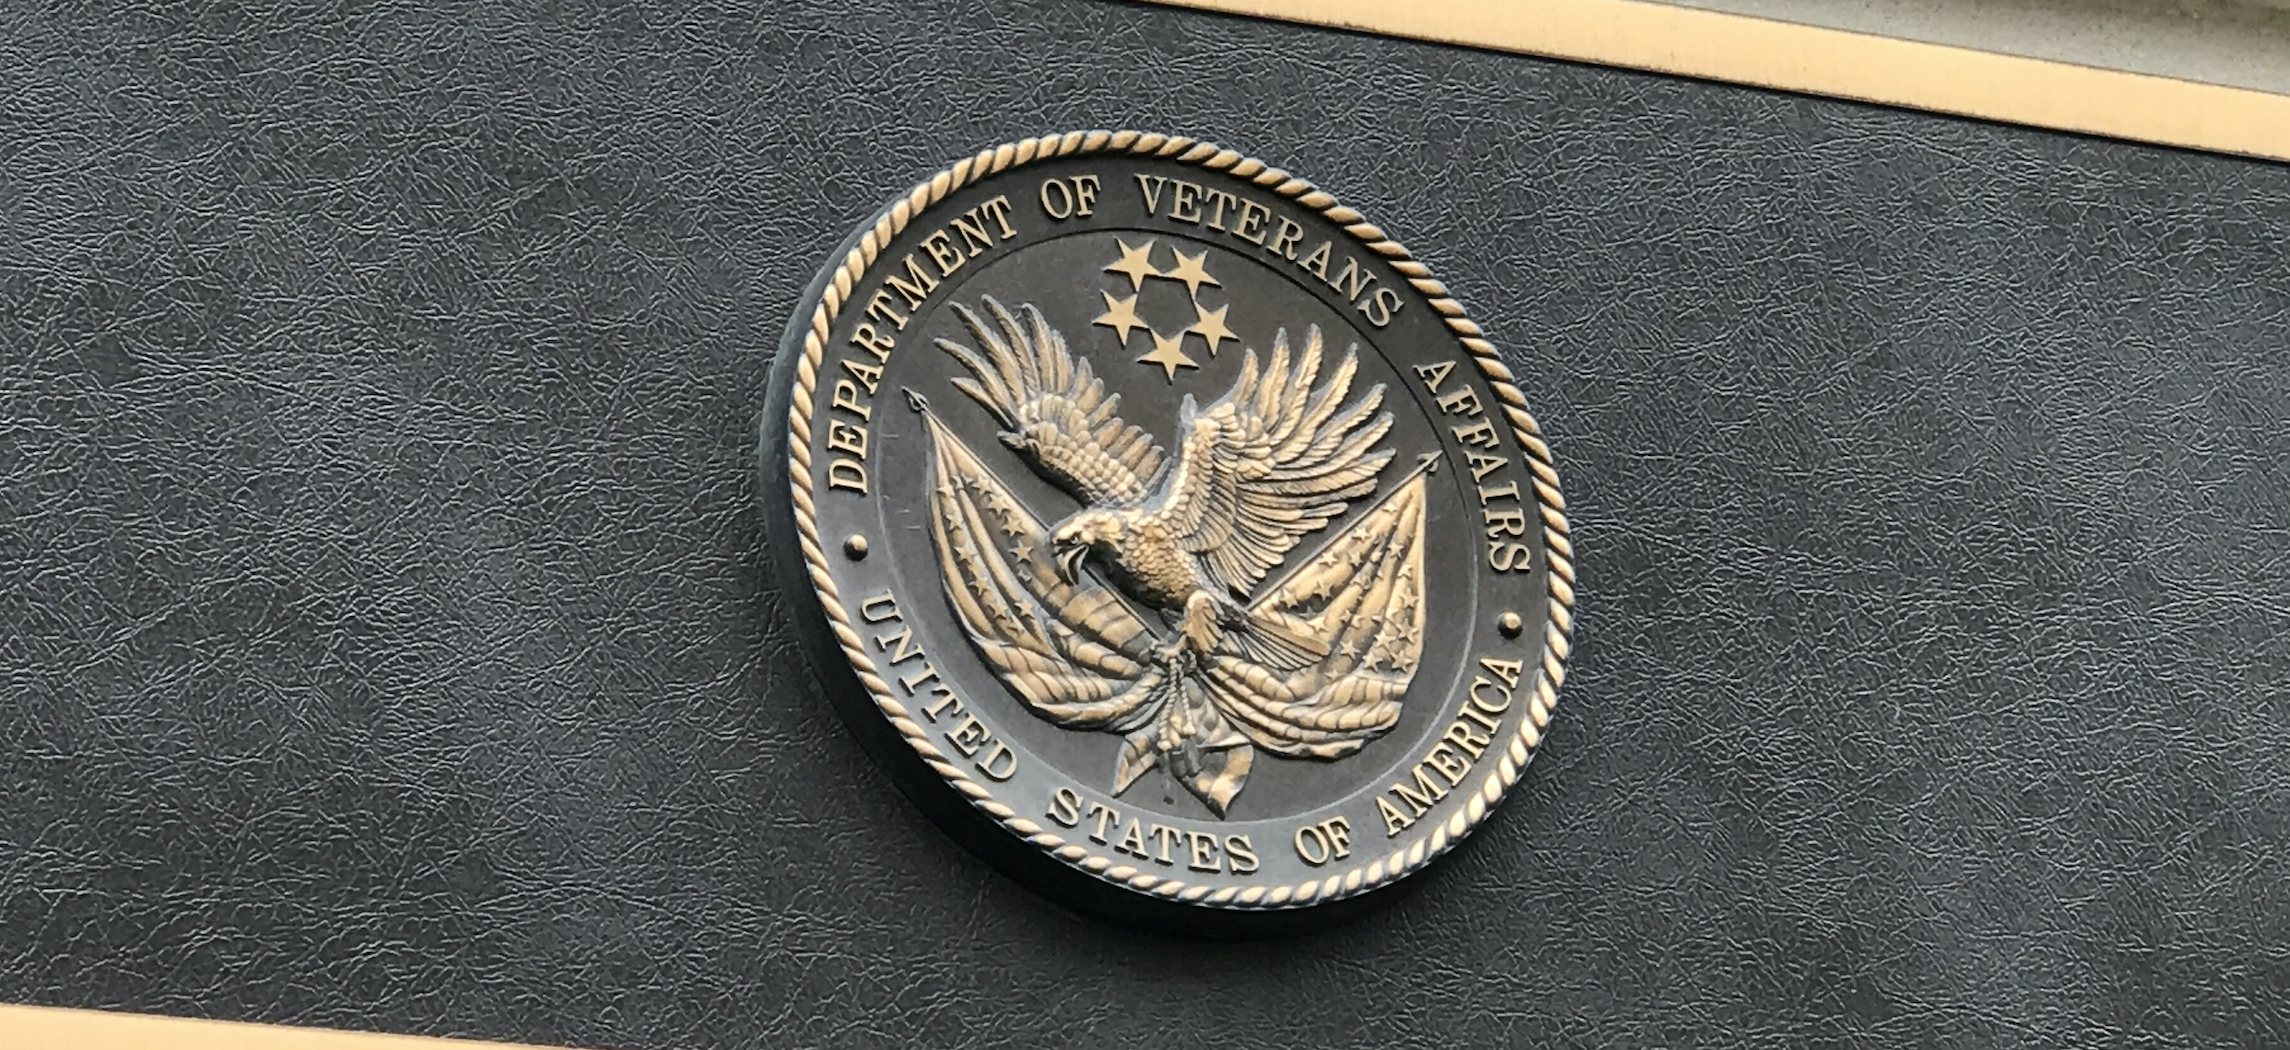 DEPARTMENT OF VETERANS AFFAIRS
UNITED STATES OF AMERICA